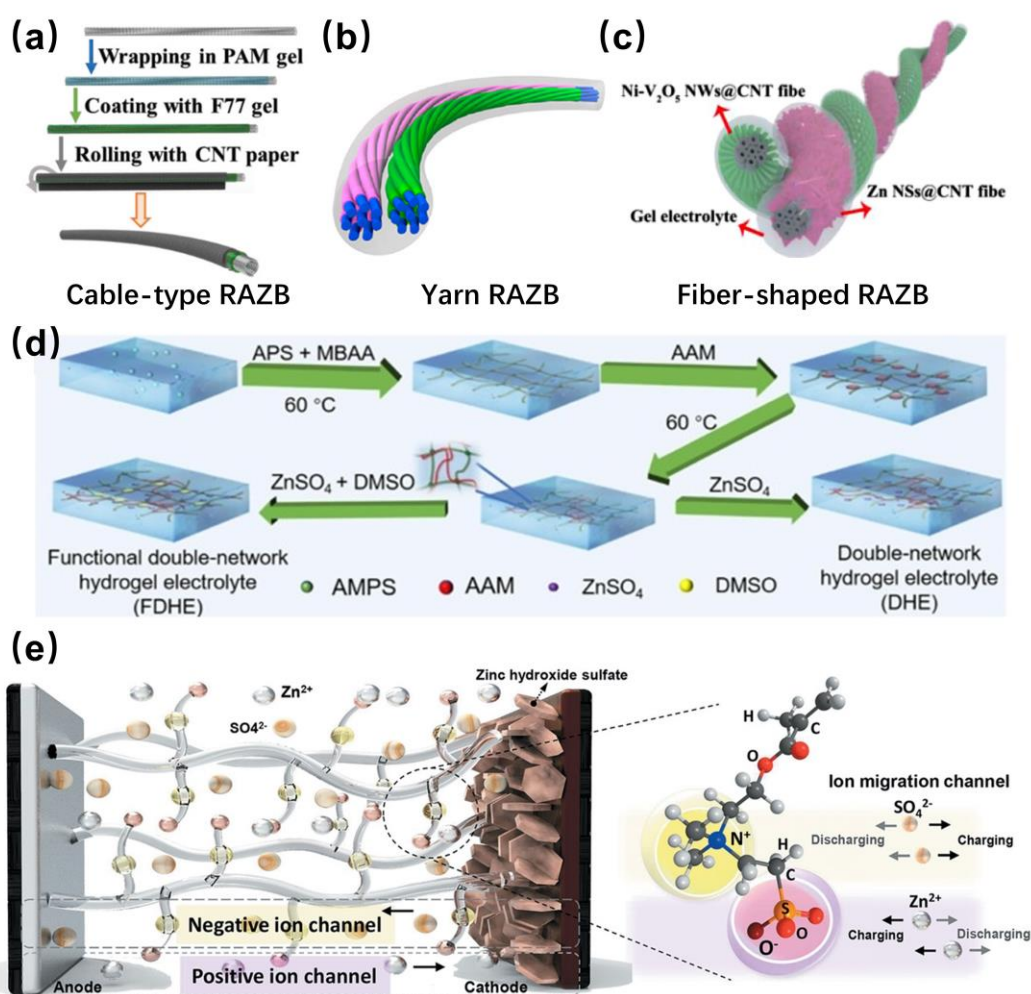 (a)
Wrapping in PAM gel
Coating with F77 gel
Rolling with CNT paper
Cable-type RAZB
(b)
Yarn RAZB
(c)
Ni-V₂O₅ NWs@CNT fibe
Gel electrolyte
Zn NSs@CNT fibe
Fiber-shaped RAZB
(d)
APS + MBAA
60 °C
AAM
60 °C
ZnSO₄ + DMSO
ZnSO₄
Functional double-network
hydrogel electrolyte
(FDHE)
Double-network
hydrogel electrolyte
(DHE)
AMPS
AAM
ZnSO₄
DMSO
(e)
Zinc hydroxide sulfate
Zn²⁺
SO4²⁻
Negative ion channel
Positive ion channel
Anode
Cathode
H
C
O
O
N⁺
H
C
S
O
O⁻
Ion migration channel
SO₄²⁻
Discharging
Charging
Zn²⁺
Charging
Discharging